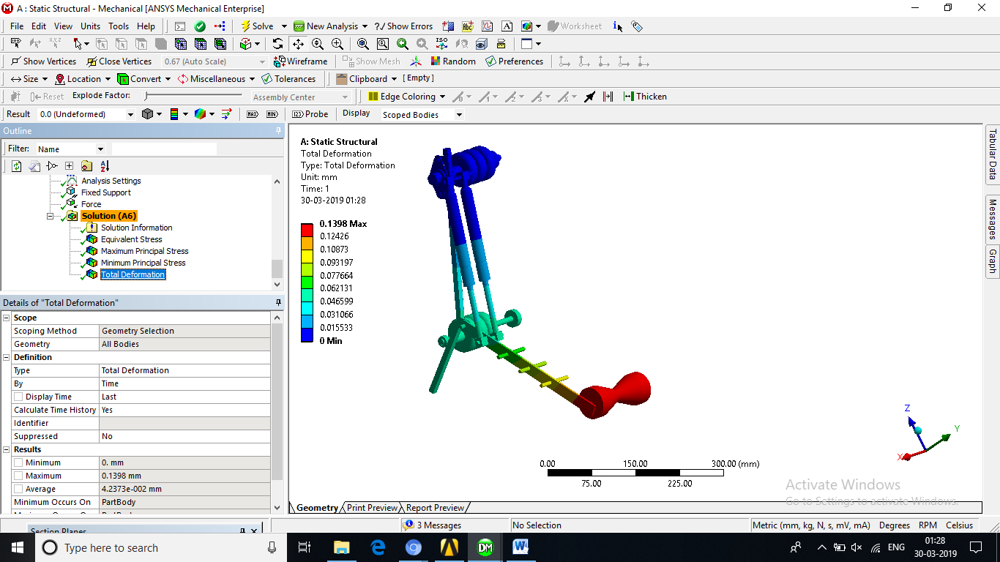 A : Static Structural - Mechanical [ANSYS Mechanical Enterprise]
File Edit View Units Tools Help Solve New Analysis ?/ Show Errors Worksheet
Show Vertices Close Vertices 0.67 (Auto Scale) Wireframe Show Mesh Random Preferences
Size Location Convert Miscellaneous Tolerances Clipboard [ Empty ]
Reset Explode Factor: Assembly Center Edge Coloring Thicken
Result 0.0 (Undeformed) MAX MIN Probe Display Scoped Bodies
Outline
Filter: Name
Analysis Settings
Fixed Support
Force
Solution (A6)
Solution Information
Equivalent Stress
Maximum Principal Stress
Minimum Principal Stress
Total Deformation
Details of "Total Deformation"
Scope
Scoping Method Geometry Selection
Geometry All Bodies
Definition
Type Total Deformation
By Time
Display Time Last
Calculate Time History Yes
Identifier
Suppressed No
Results
Minimum 0. mm
Maximum 0.1398 mm
Average 4.2373e-002 mm
Minimum Occurs On PartBody
Section Planes
A: Static Structural
Total Deformation
Type: Total Deformation
Unit: mm
Time: 1
30-03-2019 01:28
0.1398 Max
0.12426
0.10873
0.093197
0.077664
0.062131
0.046599
0.031066
0.015533
0 Min
Z
Y
X
0.00 150.00 300.00 (mm)
75.00 225.00
Activate Windows
Go to Settings to activate Windows.
Geometry Print Preview Report Preview
Tabular Data
Messages
Graph
3 Messages No Selection Metric (mm, kg, N, s, mV, mA) Degrees RPM Celsius
Type here to search DM ENG 01:28
30-03-2019